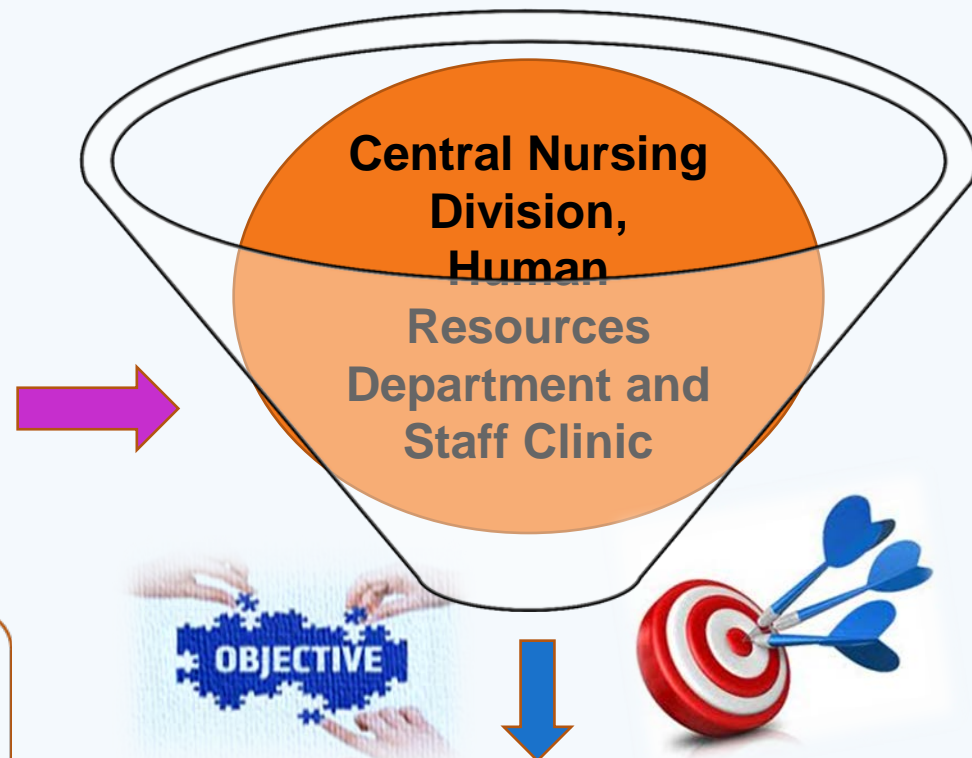 Central Nursing
Division,
Human
Resources
Department and
Staff Clinic
OBJECTIVE